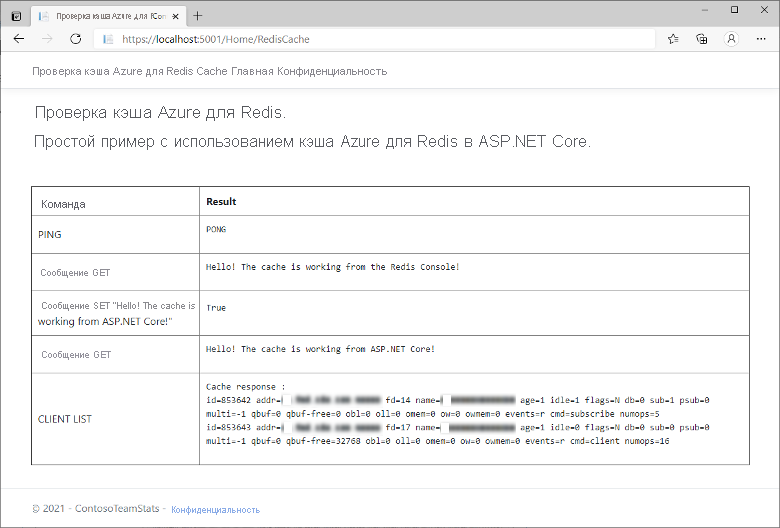 Проверка кэша Azure для RCon
https://localhost:5001/Home/RedisCache
Проверка кэша Azure для Redis Cache Главная Конфиденциальность
Проверка кэша Azure для Redis.
Простой пример с использованием кэша Azure для Redis в ASP.NET Core.
Команда Result
PING PONG
Сообщение GET Hello! The cache is working from the Redis Console!
Сообщение SET "Hello! The cache is
working from ASP.NET Core!" True
Сообщение GET Hello! The cache is working from ASP.NET Core!
CLIENT LIST
Cache response :
id=853642 addr= fd=14 name= age=1 idle=1 flags=N db=0 sub=1 psub=0
multi=-1 qbuf=0 qbuf-free=0 obl=0 oll=0 omem=0 ow=0 owmem=0 events=r cmd=subscribe numops=5
id=853643 addr= fd=17 name= age=1 idle=0 flags=N db=0 sub=0 psub=0
multi=-1 qbuf=0 qbuf-free=32768 obl=0 oll=0 omem=0 ow=0 owmem=0 events=r cmd=client numops=16
© 2021 - ContosoTeamStats - Конфиденциальность